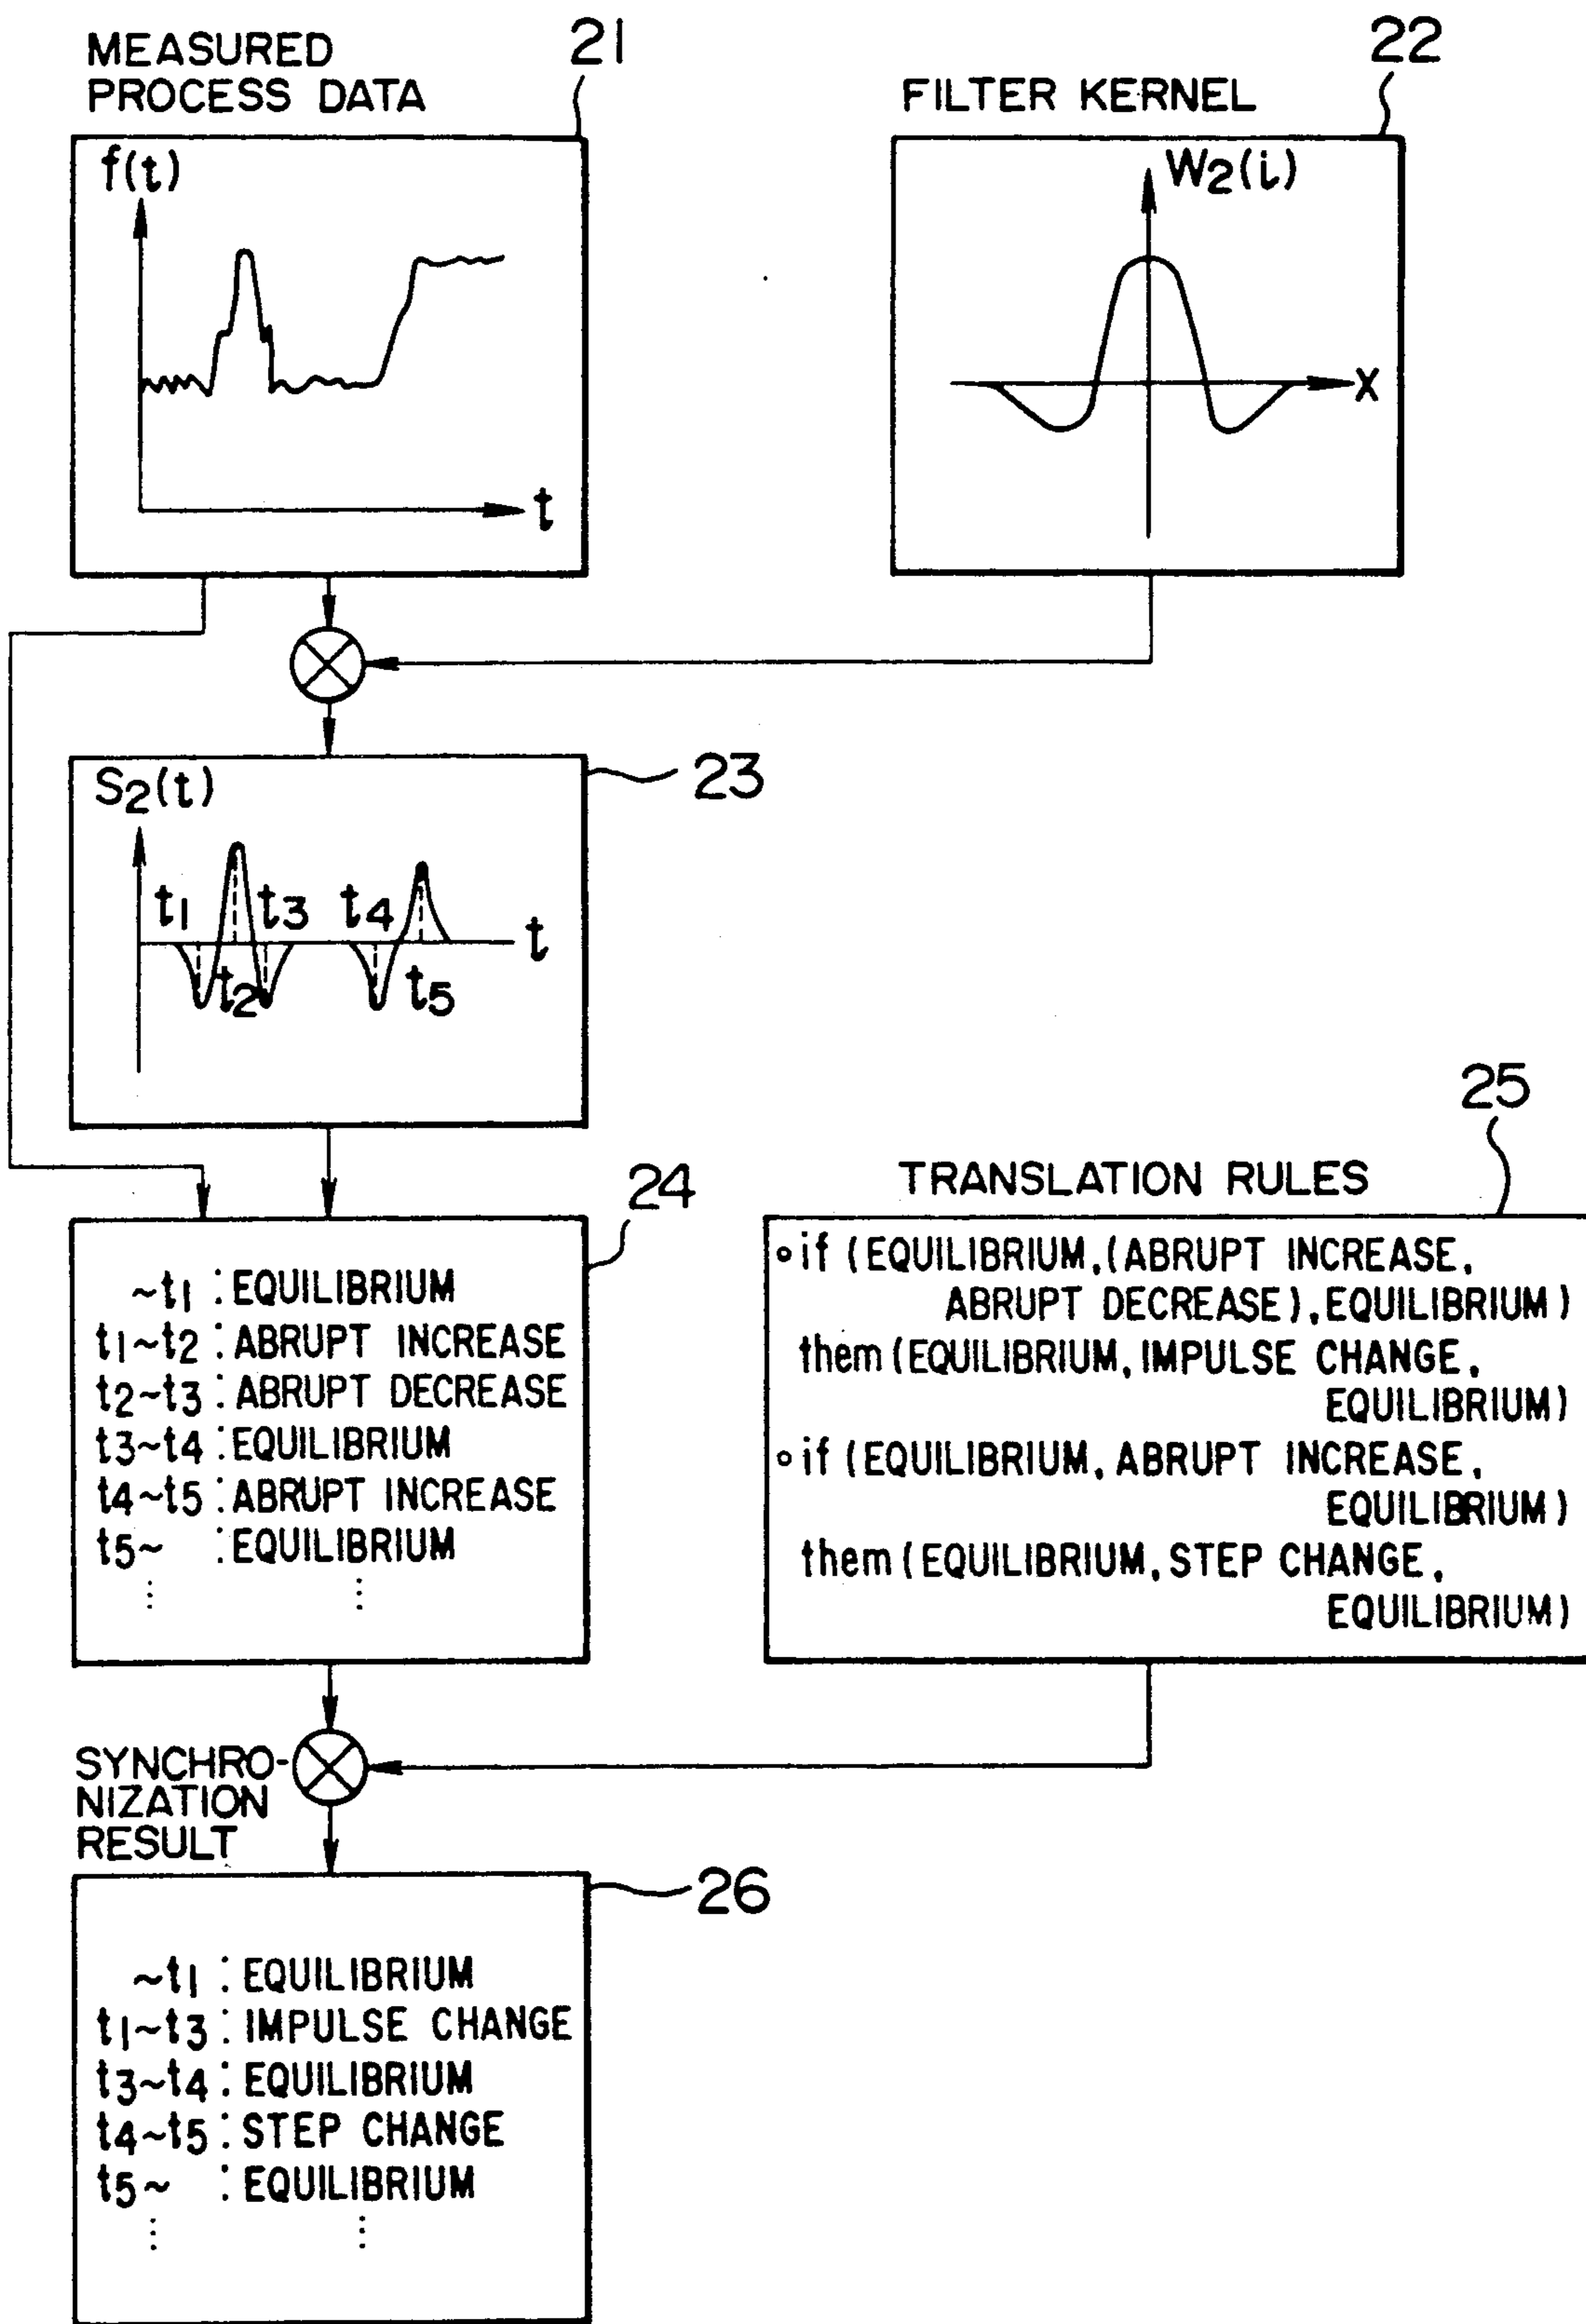 MEASURED
PROCESS DATA
21
f(t)
t
FILTER KERNEL
22
W2(i)
X
S2(t)
23
t1
t2
t3
t4
t5
t
24
~t1 : EQUILIBRIUM
t1~t2 : ABRUPT INCREASE
t2~t3 : ABRUPT DECREASE
t3~t4 : EQUILIBRIUM
t4~t5 : ABRUPT INCREASE
t5~ : EQUILIBRIUM
⋮ ⋮
TRANSLATION RULES
25
∘ if (EQUILIBRIUM, (ABRUPT INCREASE,
ABRUPT DECREASE), EQUILIBRIUM)
them (EQUILIBRIUM, IMPULSE CHANGE,
EQUILIBRIUM)
∘ if (EQUILIBRIUM, ABRUPT INCREASE,
EQUILIBRIUM)
them (EQUILIBRIUM, STEP CHANGE,
EQUILIBRIUM)
SYNCHRO-
NIZATION
RESULT
26
~t1 : EQUILIBRIUM
t1~t3 : IMPULSE CHANGE
t3~t4 : EQUILIBRIUM
t4~t5 : STEP CHANGE
t5~ : EQUILIBRIUM
⋮ ⋮